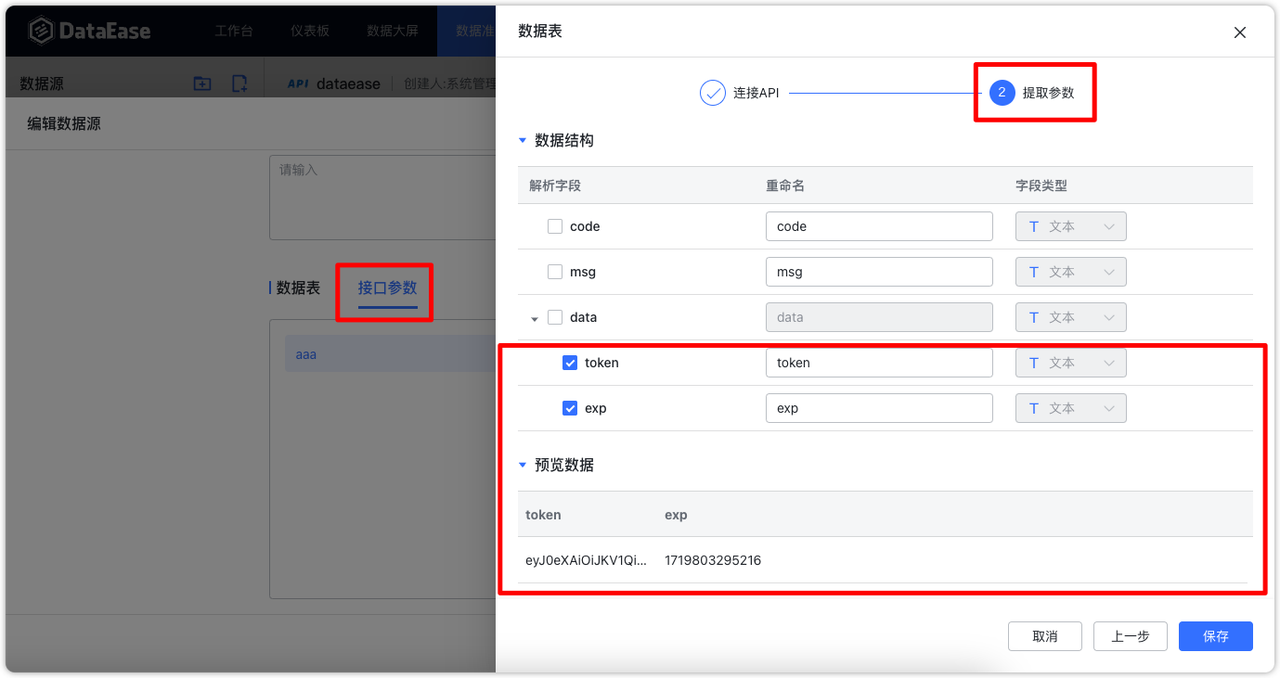 DataEase 工作台 仪表板 数据大屏 数据准
数据源 API dataease 创建人:系统管理
编辑数据源
请输入
数据表 接口参数
aaa
数据表
连接API 2 提取参数
数据结构
解析字段 重命名 字段类型
code code T 文本
msg msg T 文本
data data T 文本
token token T 文本
exp exp T 文本
预览数据
token exp
eyJ0eXAiOiJKV1Qi... 1719803295216
取消 上一步 保存